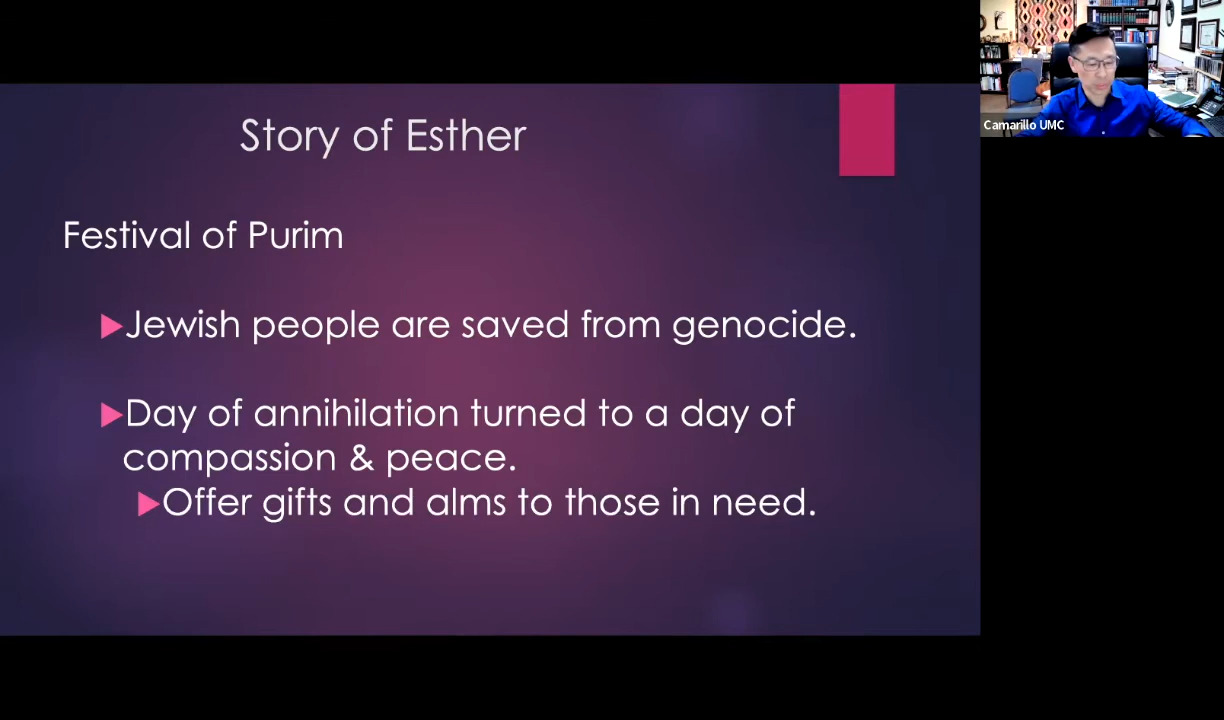 Story of Esther
Camarillo UMC
Festival of Purim
Jewish people are saved from genocide.
Day of annihilation turned to a day of
compassion & peace.
Offer gifts and alms to those in need.